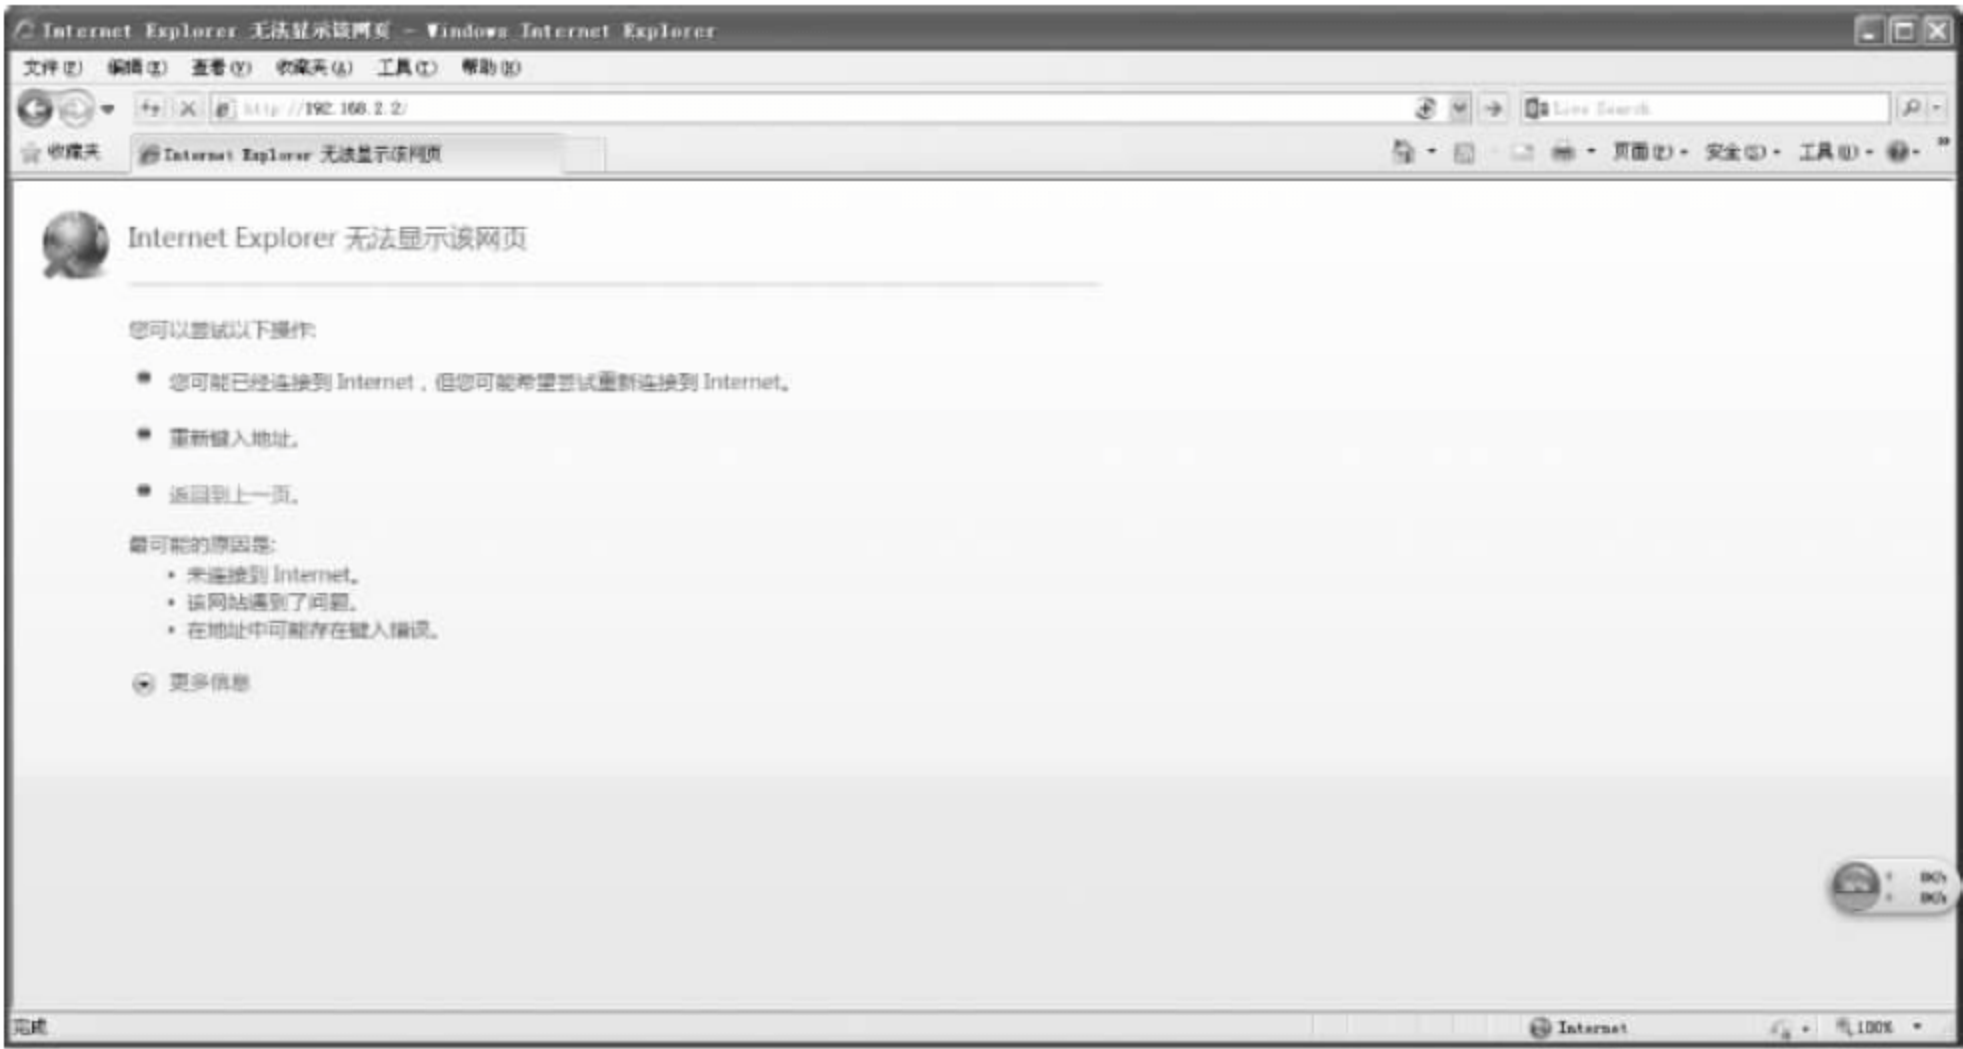 Internet Explorer 无法显示该网页 - Windows Internet Explorer
文件(F) 编辑(E) 查看(V) 收藏夹(A) 工具(T) 帮助(H)
http://192.168.2.2/
Live Search
收藏夹
Internet Explorer 无法显示该网页
页面(P) 安全(S) 工具(O)
Internet Explorer 无法显示该网页
您可以尝试以下操作:
您可能已经连接到 Internet，但您可能希望尝试重新连接到 Internet。
重新键入地址。
返回到上一页。
最可能的原因是:
• 未连接到 Internet。
• 该网站遇到了问题。
• 在地址中可能存在键入错误。
更多信息
完成
Internet
100%